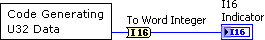 Code Generating
U32 Data
To Word Integer
I16
I16
Indicator
I16